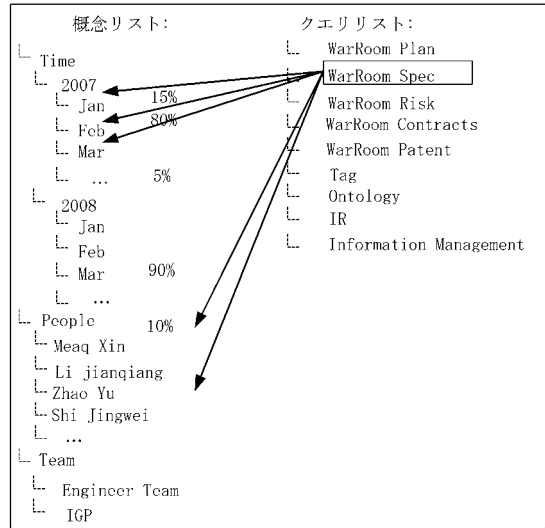 概念リスト:
Time
2007
Jan
15%
Feb
80%
Mar
...
5%
2008
Jan
Feb
Mar
90%
...
People
10%
Meaq Xin
Li jianqiang
Zhao Yu
Shi Jingwei
...
Team
Engineer Team
IGP
クエリリスト:
WarRoom Plan
WarRoom Spec
WarRoom Risk
WarRoom Contracts
WarRoom Patent
Tag
Ontology
IR
Information Management